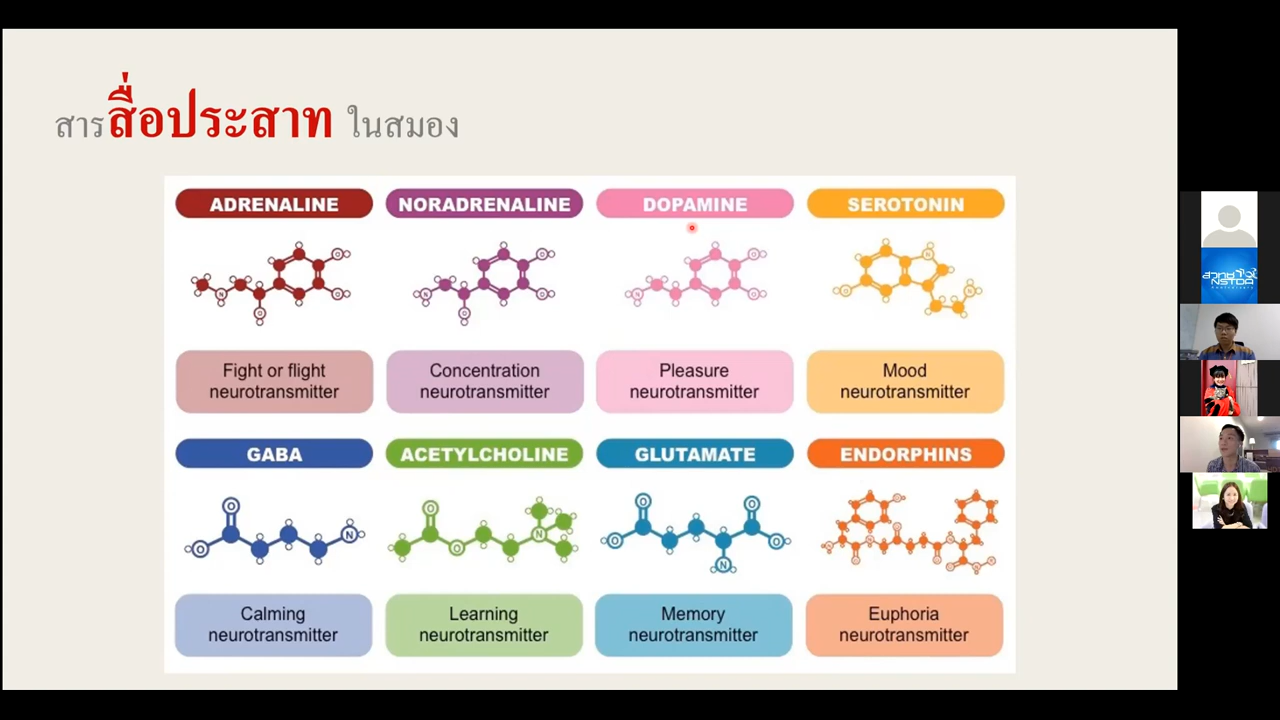 สารสื่อประสาท ในสมอง
ADRENALINE
NORADRENALINE
DOPAMINE
SEROTONIN
Fight or flight
neurotransmitter
Concentration
neurotransmitter
Pleasure
neurotransmitter
Mood
neurotransmitter
GABA
ACETYLCHOLINE
GLUTAMATE
ENDORPHINS
Calming
neurotransmitter
Learning
neurotransmitter
Memory
neurotransmitter
Euphoria
neurotransmitter
NSTDA